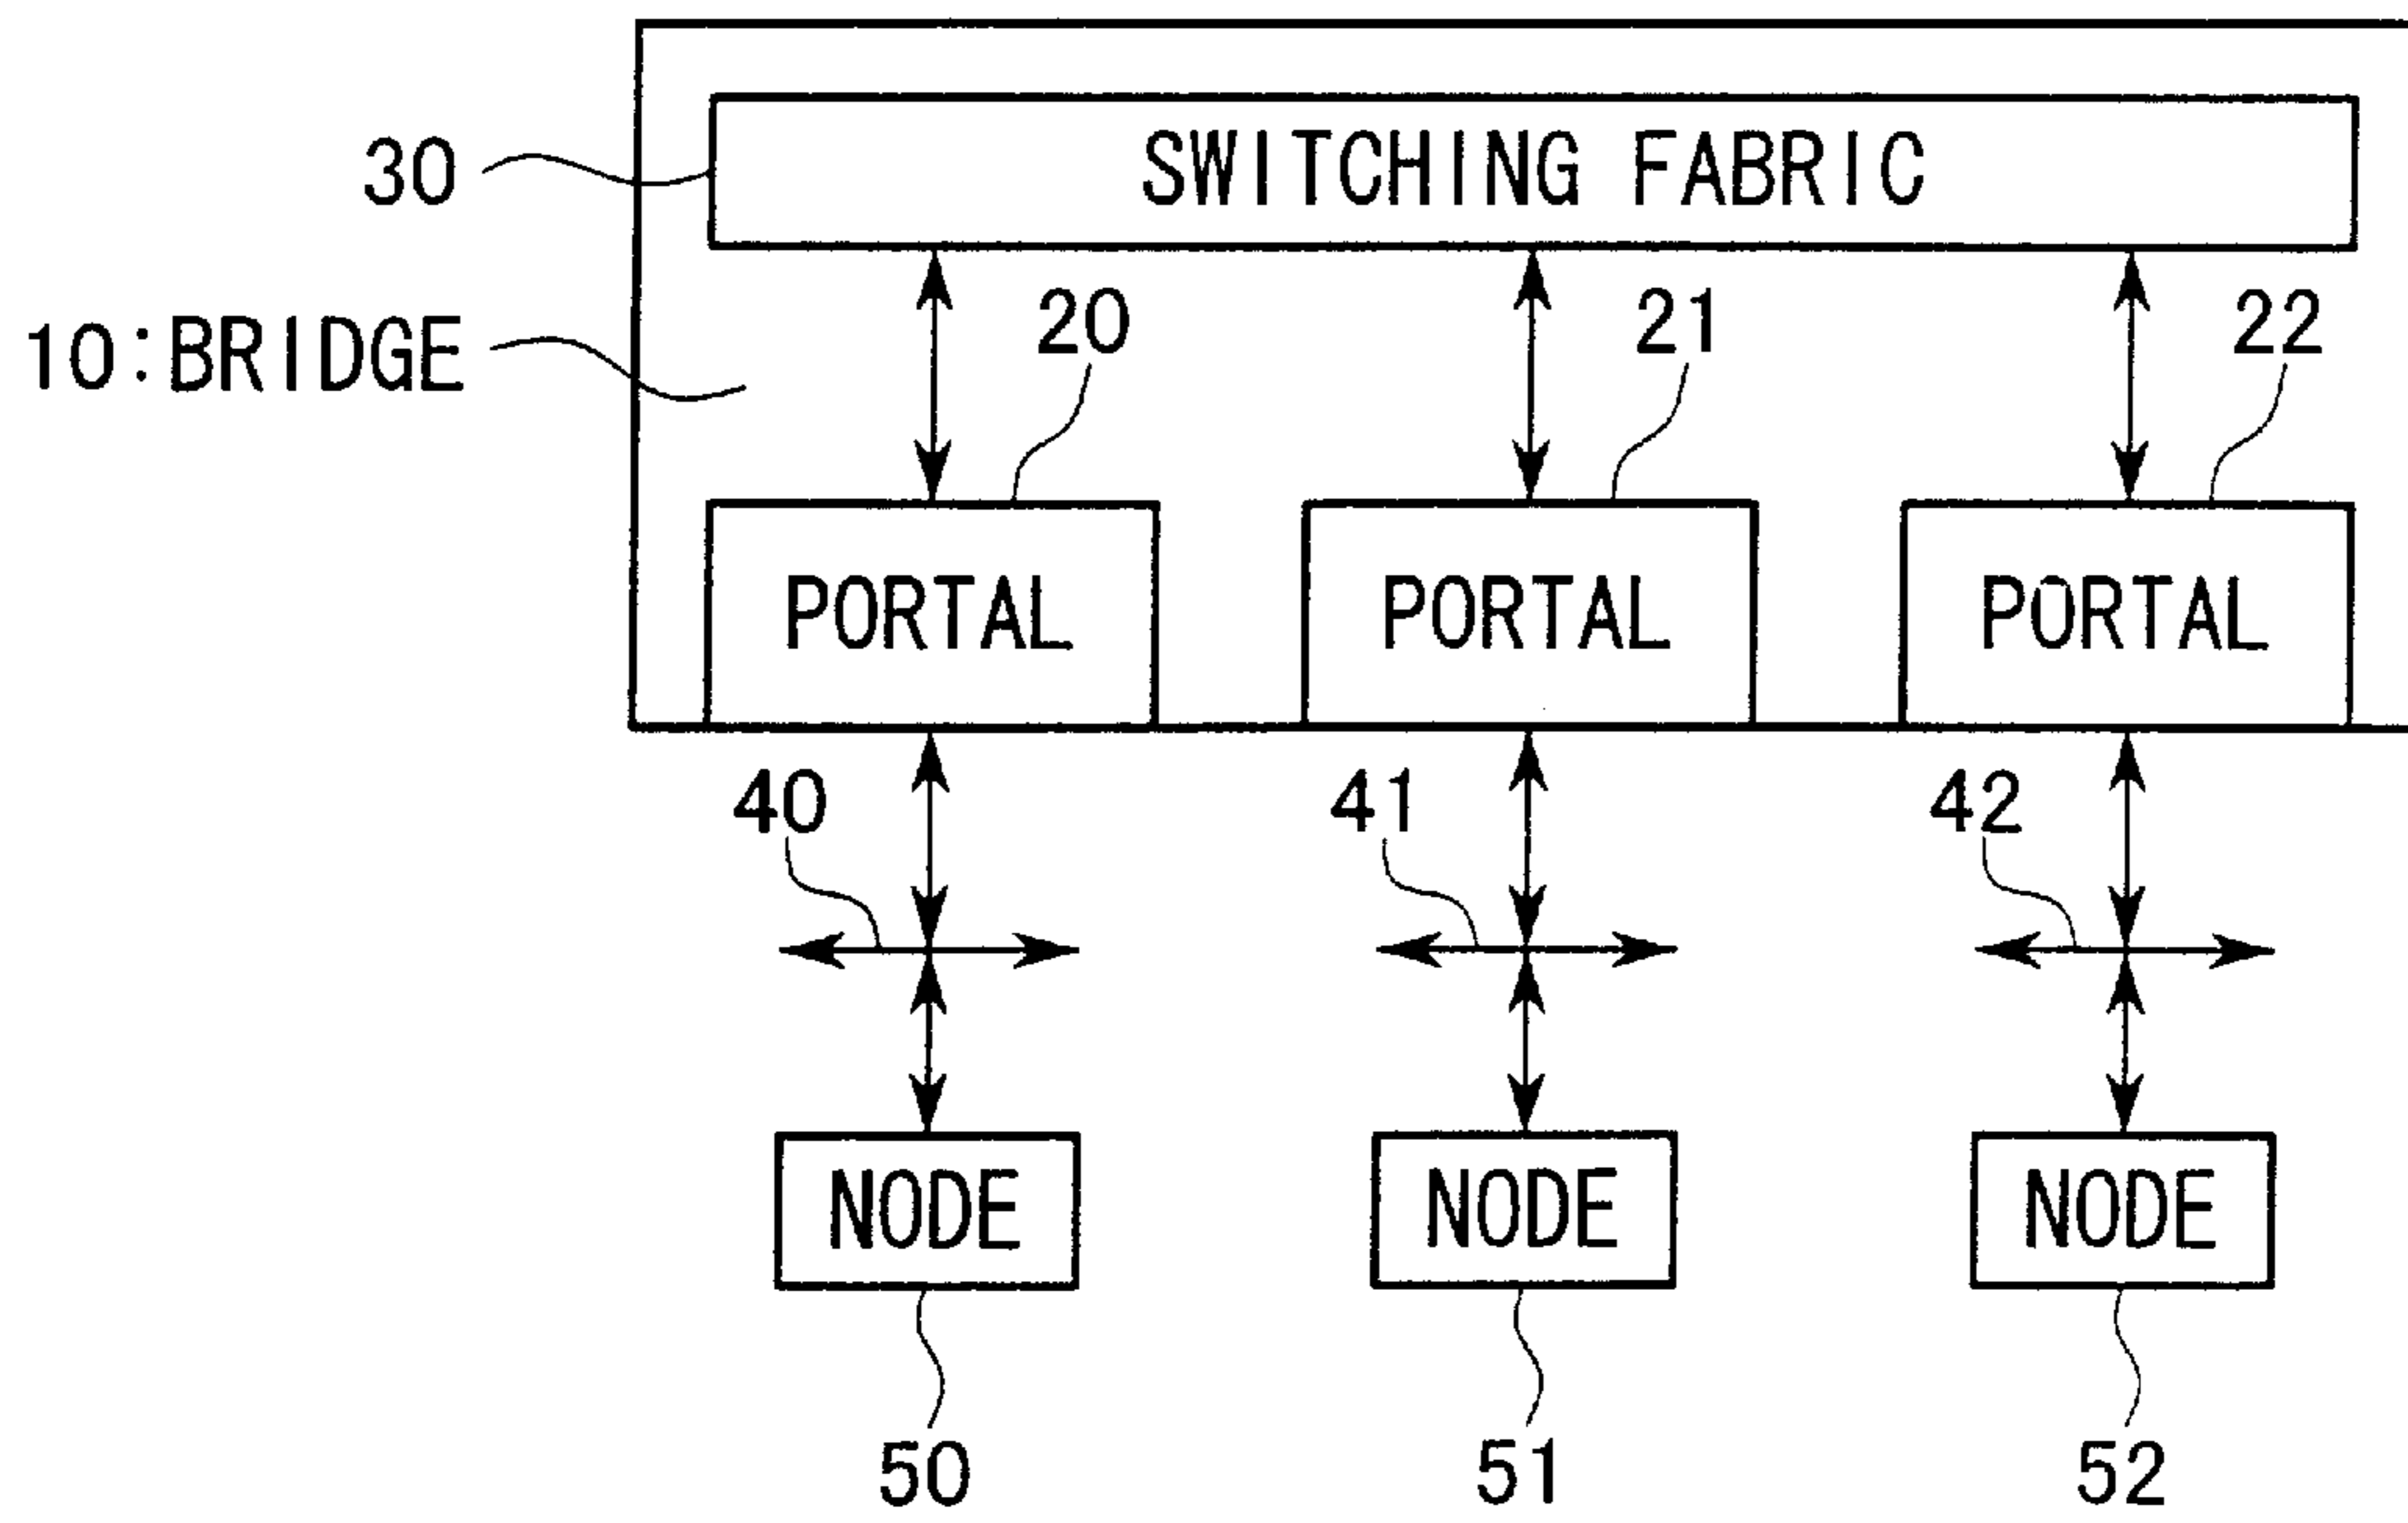 30
SWITCHING FABRIC
10:BRIDGE
20
21
22
PORTAL
PORTAL
PORTAL
40
41
42
NODE
NODE
NODE
50
51
52